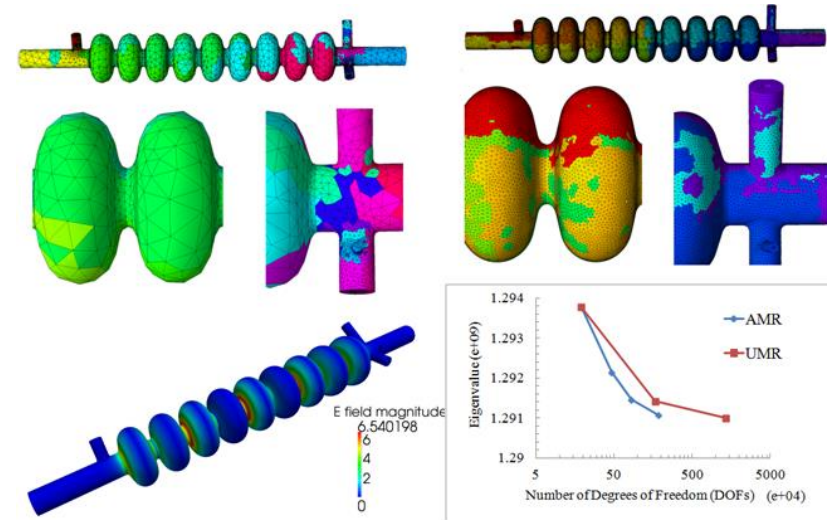 E field magnitude
6.540198
6
4
2
0
1.294
1.293
1.292
1.291
1.29
Eigenvalue (e+09)
AMR
UMR
5 50 500 5000
Number of Degrees of Freedom (DOFs) (e+04)